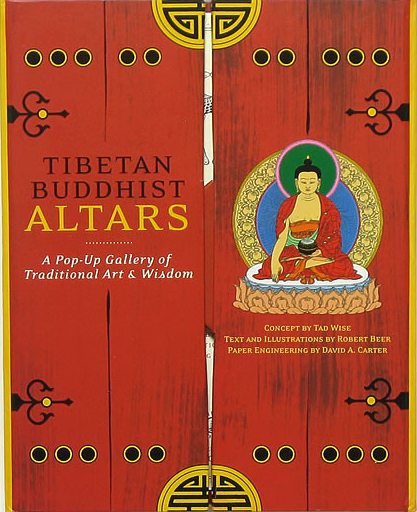 TIBETAN
BUDDHIST
ALTARS
A Pop-Up Gallery of
Traditional Art & Wisdom
Concept by Tad Wise
Text and Illustrations by Robert Beer
Paper Engineering by David A. Carter